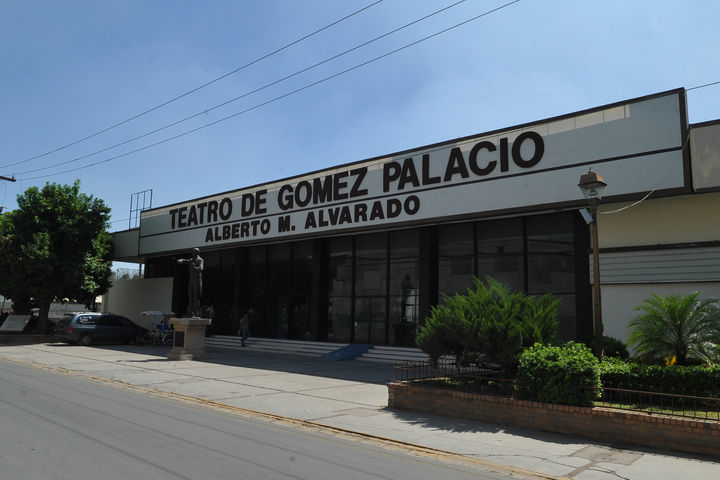 TEATRO DE GOMEZ PALACIO
ALBERTO M. ALVARADO